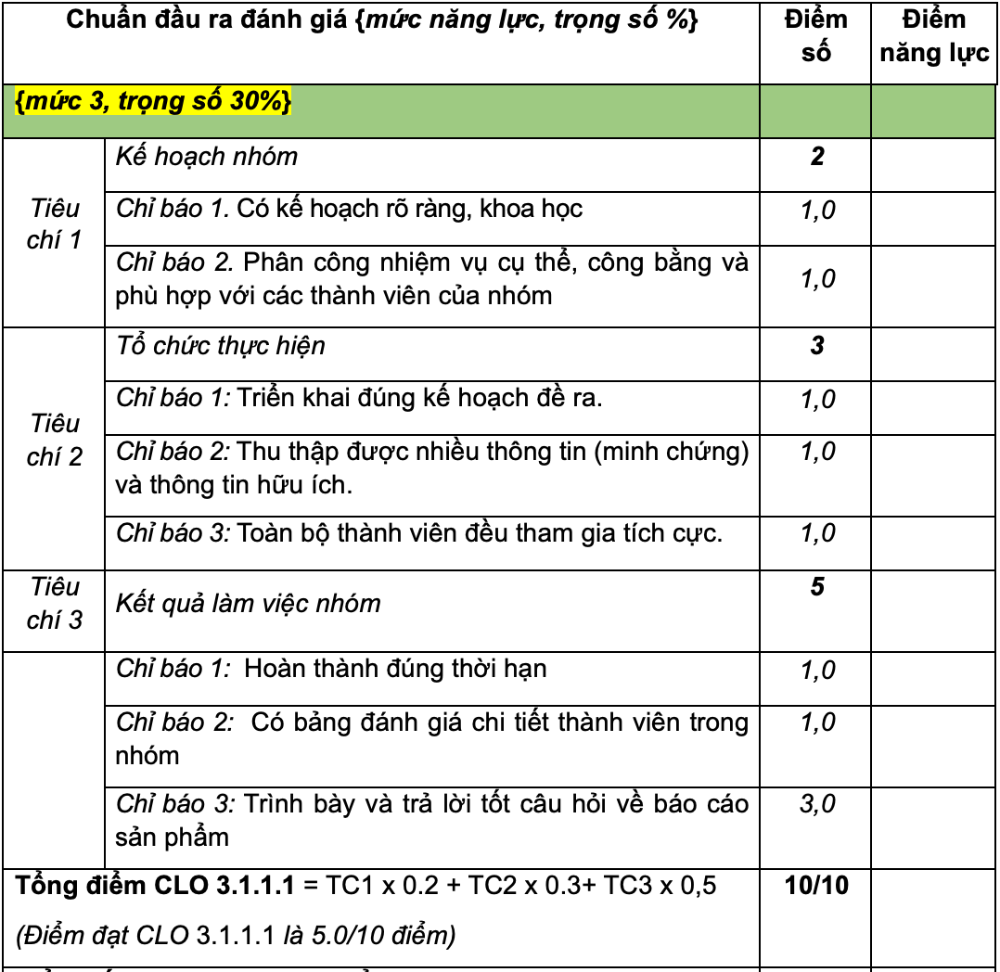 Chuẩn đầu ra đánh giá {mức năng lực, trọng số %}
Điểm
số
Điểm
năng lực
{mức 3, trọng số 30%}
Tiêu
chí 1
Kế hoạch nhóm
2
Chỉ báo 1. Có kế hoạch rõ ràng, khoa học
1,0
Chỉ báo 2. Phân công nhiệm vụ cụ thể, công bằng và
phù hợp với các thành viên của nhóm
1,0
Tiêu
chí 2
Tổ chức thực hiện
3
Chỉ báo 1: Triển khai đúng kế hoạch đề ra.
1,0
Chỉ báo 2: Thu thập được nhiều thông tin (minh chứng)
và thông tin hữu ích.
1,0
Chỉ báo 3: Toàn bộ thành viên đều tham gia tích cực.
1,0
Tiêu
chí 3
Kết quả làm việc nhóm
5
Chỉ báo 1:  Hoàn thành đúng thời hạn
1,0
Chỉ báo 2:  Có bảng đánh giá chi tiết thành viên trong
nhóm
1,0
Chỉ báo 3: Trình bày và trả lời tốt câu hỏi về báo cáo
sản phẩm
3,0
Tổng điểm CLO 3.1.1.1 = TC1 x 0.2 + TC2 x 0.3+ TC3 x 0,5
10/10
(Điểm đạt CLO 3.1.1.1 là 5.0/10 điểm)